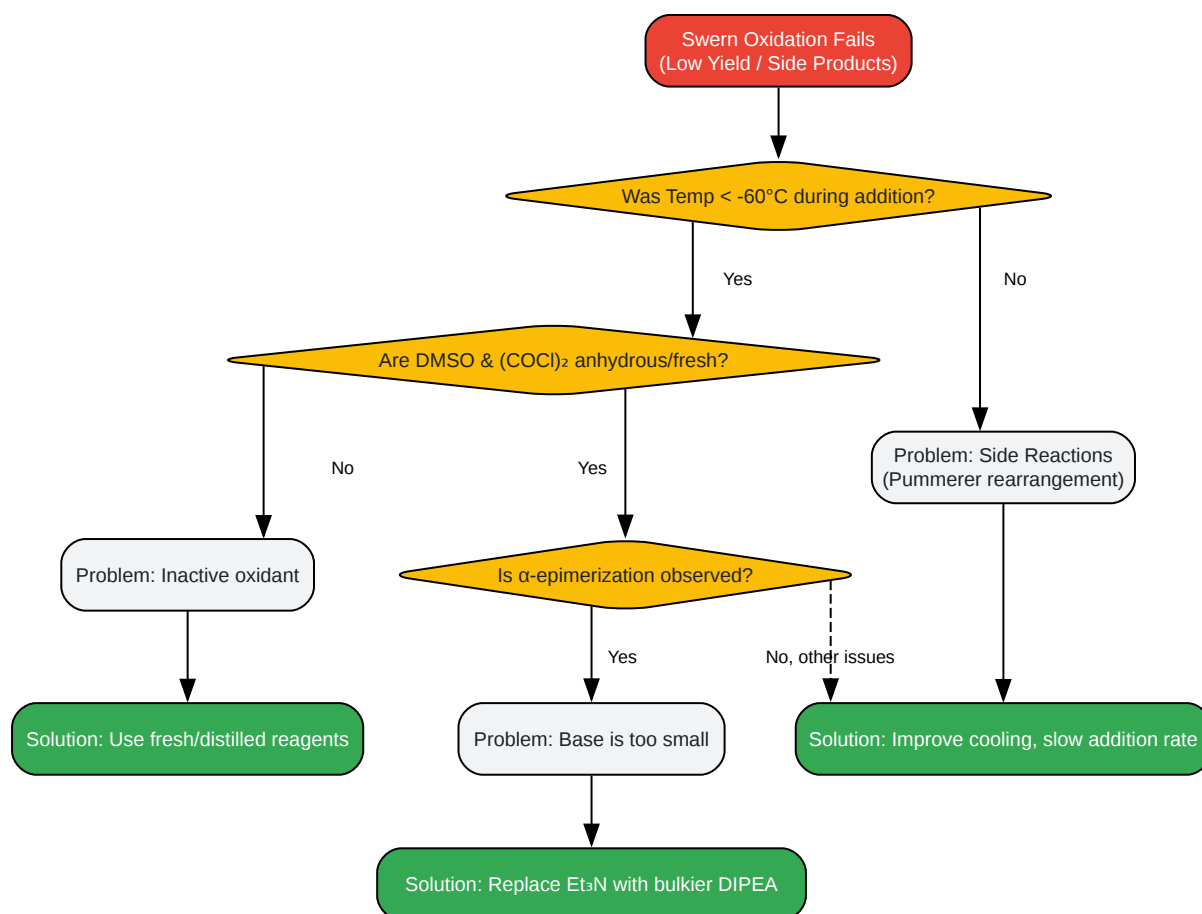 Swern Oxidation Fails
(Low Yield / Side Products)
Was Temp < -60°C during addition?
Yes
No
Are DMSO & (COCl)₂ anhydrous/fresh?
No
Yes
Problem: Side Reactions
(Pummerer rearrangement)
Problem: Inactive oxidant
Is α-epimerization observed?
Yes
No, other issues
Solution: Use fresh/distilled reagents
Problem: Base is too small
Solution: Improve cooling, slow addition rate
Solution: Replace Et₃N with bulkier DIPEA